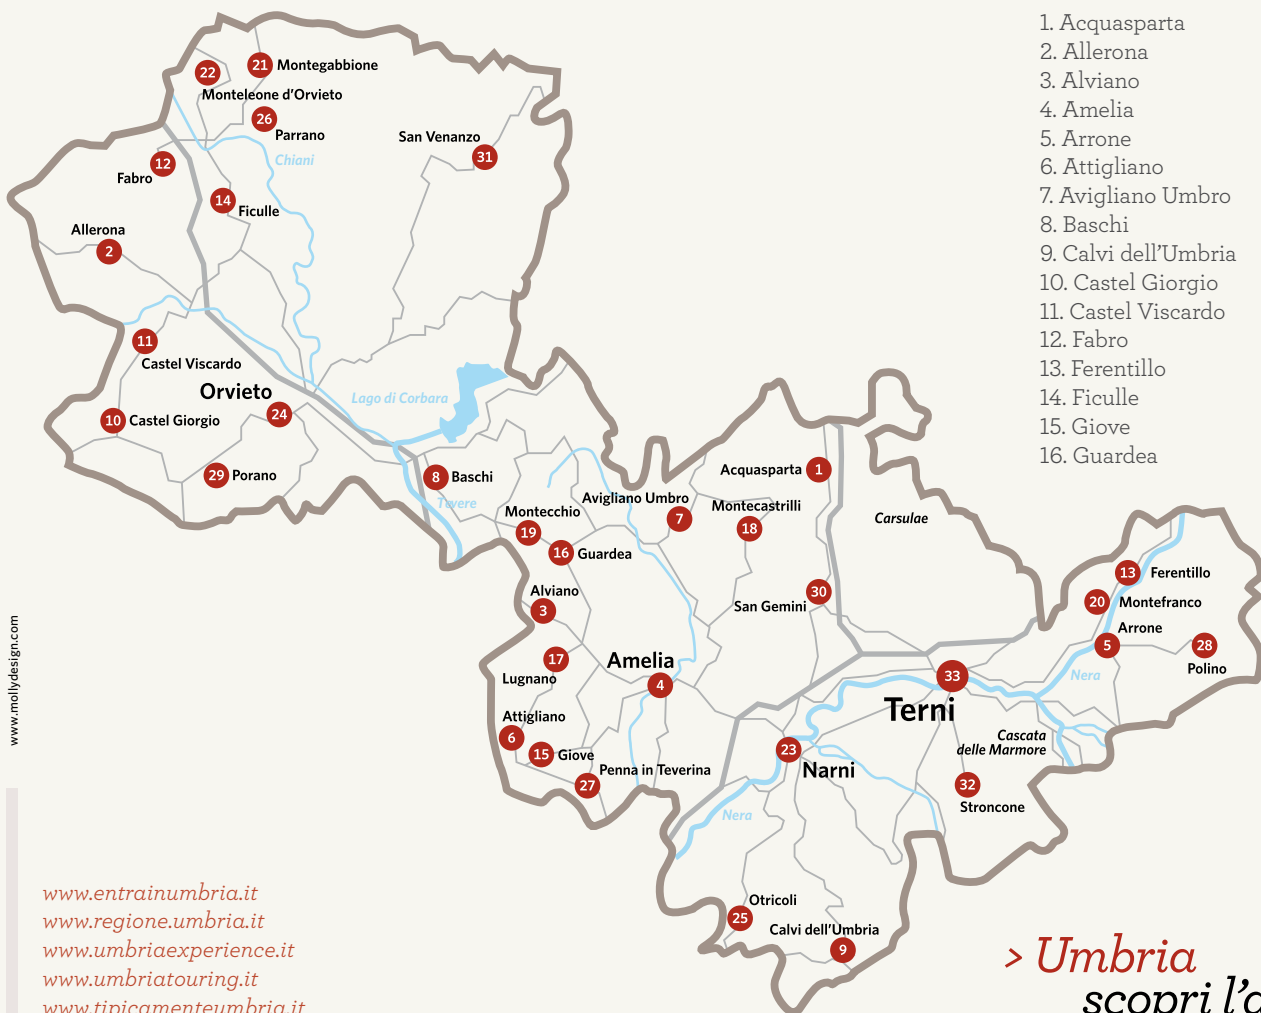 1. Acquasparta
2. Allerona
3. Alviano
4. Amelia
5. Arrone
6. Attigliano
7. Avigliano Umbro
8. Baschi
9. Calvi dell'Umbria
10. Castel Giorgio
11. Castel Viscardo
12. Fabro
13. Ferentillo
14. Ficulle
15. Giove
16. Guardea
22
Monteleone d'Orvieto
21 Montegabbione
26
Parrano
San Venanzo
31
Chiani
12
Fabro
14
Ficulle
Allerona
2
11
Castel Viscardo
Orvieto
24
Lago di Corbara
10 Castel Giorgio
29 Porano
8 Baschi
Tevere
Acquasparta 1
Avigliano Umbro
7
Montecastrilli
18
Carsulae
Montecchio
19
16 Guardea
Alviano
3
San Gemini
30
13 Ferentillo
20 Montefranco
Arrone
5
28
Polino
Nera
17
Lugnano
Amelia
4
33
Terni
Attigliano
6
15 Giove
Penna in Teverina
27
Cascata
delle Marmore
23
Narni
32
Stroncone
Nera
Otricoli
25
Calvi dell'Umbria
9
www.mollydesign.com
www.entrainumbria.it
www.regione.umbria.it
www.umbriaexperience.it
www.umbriatouring.it
www.tipicamenteumbria.it
> Umbria
scopri l'a